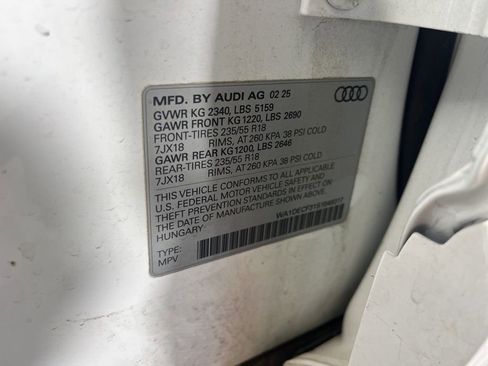 MFD. BY AUDI AG 02 25
GVWR KG 2340, LBS 5159
GAWR FRONT KG1220, LBS 2690
FRONT-TIRES 235/55 R18
7JX18 RIMS, AT 260 KPA 38 PSI COLD
GAWR REAR KG1200, LBS 2646
REAR-TIRES 235/55 R18
7JX18 RIMS, AT 260 KPA 38 PSI COLD
THIS VEHICLE CONFORMS TO ALL APPLICABLE
U.S. FEDERAL MOTOR VEHICLE SAFETY AND
THEFT PREVENTION STANDARDS IN EFFECT ON
THE DATE OF MANUFACTURE SHOWN ABOVE.
HUNGARY
TYPE:
MPV